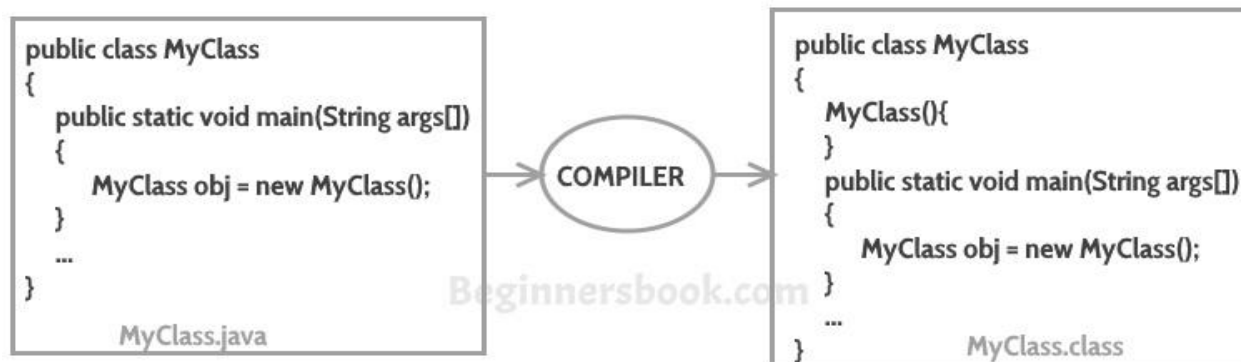 public class MyClass
{
public static void main(String args[])
{
MyClass obj = new MyClass();
}
...
}
MyClass.java
COMPILER
public class MyClass
{
MyClass(){
}
public static void main(String args[])
{
MyClass obj = new MyClass();
}
...
}
MyClass.class
Beginnersbook.com